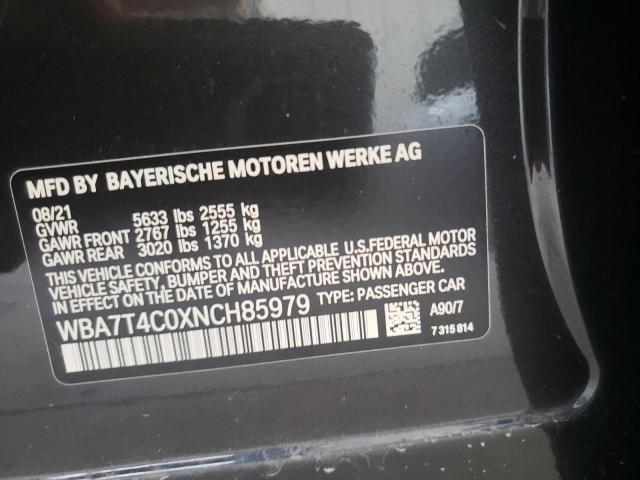 MFD BY BAYERISCHE MOTOREN WERKE AG
08/21
GVWR 5633 lbs 2555 kg
GAWR FRONT 2767 lbs 1255 kg
GAWR REAR 3020 lbs 1370 kg
THIS VEHICLE CONFORMS TO ALL APPLICABLE U.S.FEDERAL MOTOR
VEHICLE SAFETY, BUMPER AND THEFT PREVENTION STANDARDS
IN EFFECT ON THE DATE OF MANUFACTURE SHOWN ABOVE.
WBA7T4C0XNCH85979 TYPE: PASSENGER CAR
A90/7
7 315 814